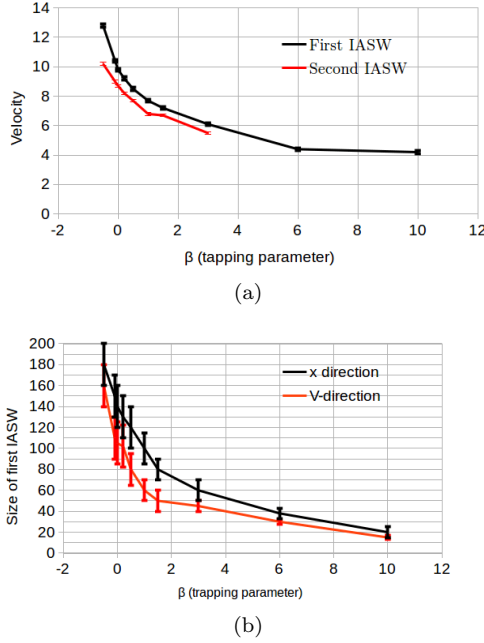 14
12
10
8
6
4
2
0
-2 0 2 4 6 8 10 12
Velocity
First IASW
Second IASW
β (tapping parameter)
(a)
200
180
160
140
120
100
80
60
40
20
0
-2 0 2 4 6 8 10 12
Size of first IASW
x direction
V-direction
β (trapping parameter)
(b)